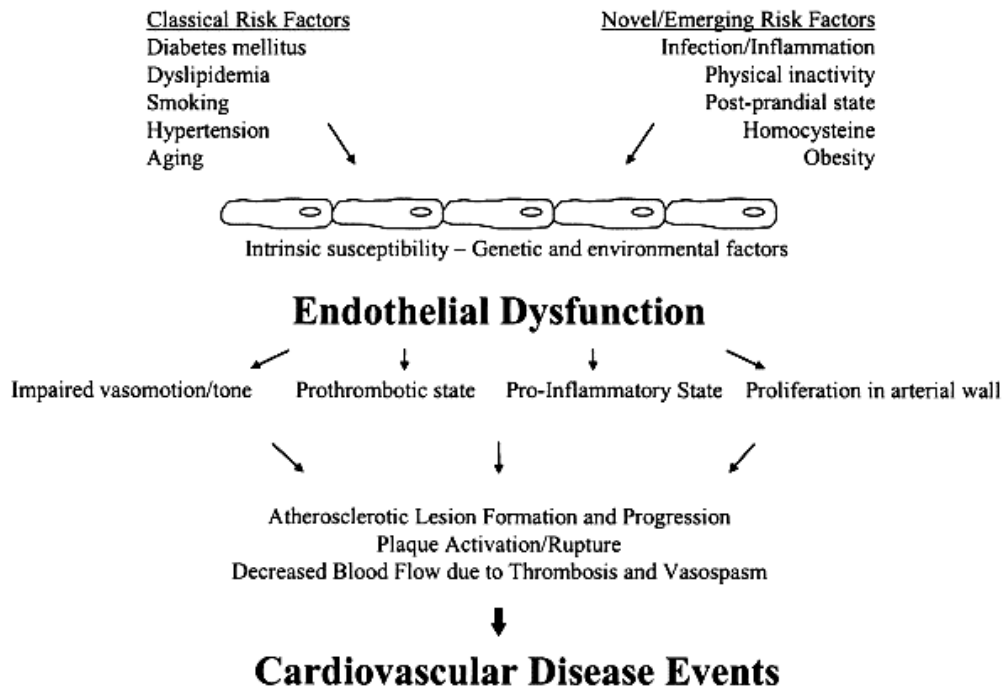 Classical Risk Factors
Diabetes mellitus
Dyslipidemia
Smoking
Hypertension
Aging
Novel/Emerging Risk Factors
Infection/Inflammation
Physical inactivity
Post-prandial state
Homocysteine
Obesity
Intrinsic susceptibility – Genetic and environmental factors
Endothelial Dysfunction
Impaired vasomotion/tone
Prothrombotic state
Pro-Inflammatory State
Proliferation in arterial wall
Atherosclerotic Lesion Formation and Progression
Plaque Activation/Rupture
Decreased Blood Flow due to Thrombosis and Vasospasm
Cardiovascular Disease Events